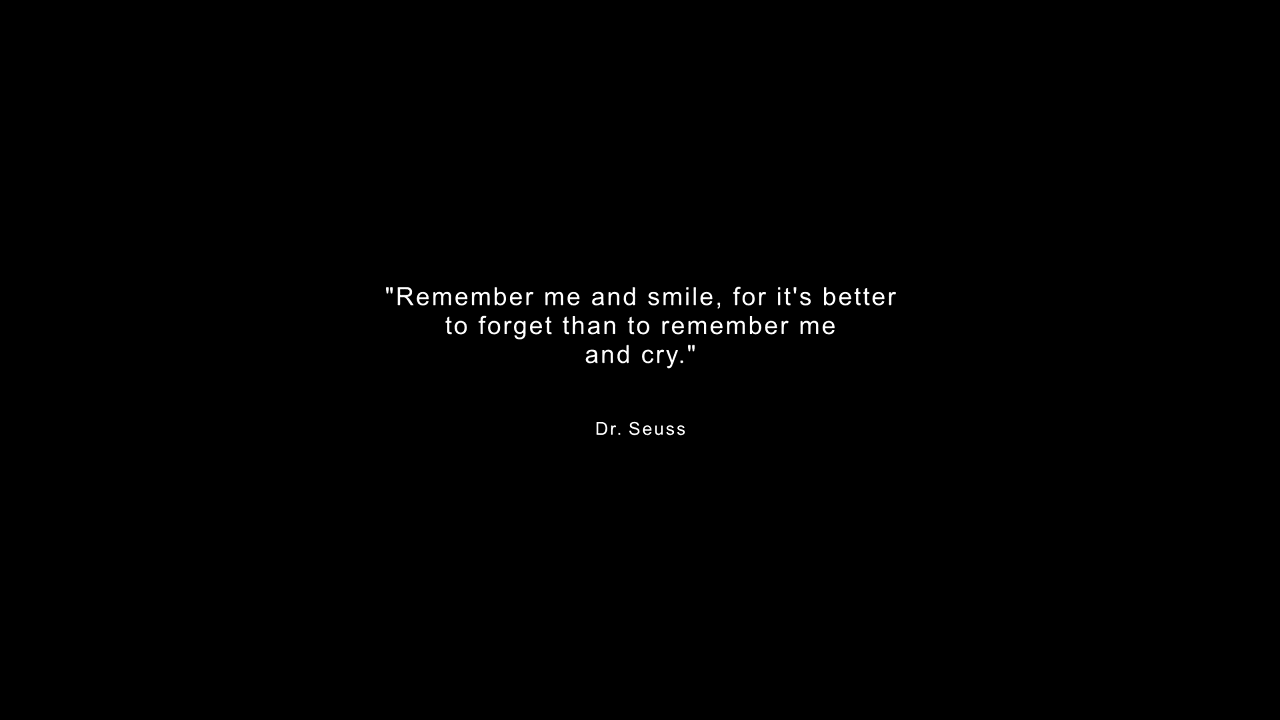 "Remember me and smile, for it's better
to forget than to remember me
and cry."
Dr. Seuss